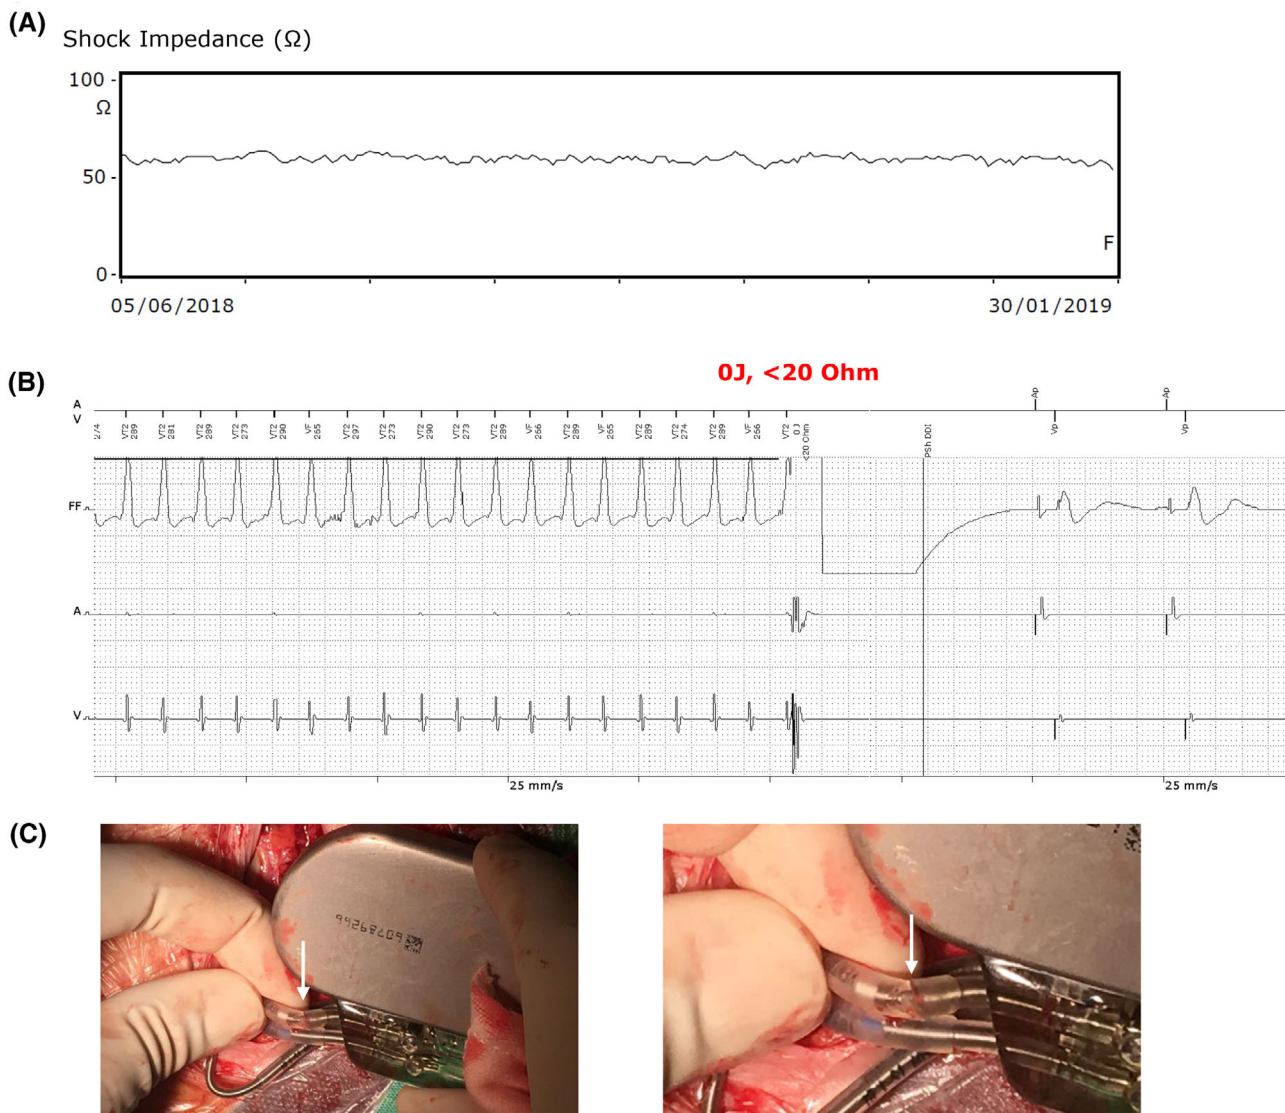 (A)
Shock Impedance (Ω)
100 -
Ω
50 -
F
0 -
05/06/2018 30/01/2019
(B)
0J, <20 Ohm
A
V
274 VT2 289 VT2 281 VT2 289 VT2 273 VT2 290 VF 265 VT2 297 VT2 273 VT2 290 VT2 273 VT2 289 VF 266 VT2 289 VF 265 VT2 289 VT2 274 VT2 289 VF 266 VT2 0 J <20 Ohm PSh DDI Ap Vp Ap Vp
FF
A
V
25 mm/s 25 mm/s
(C)